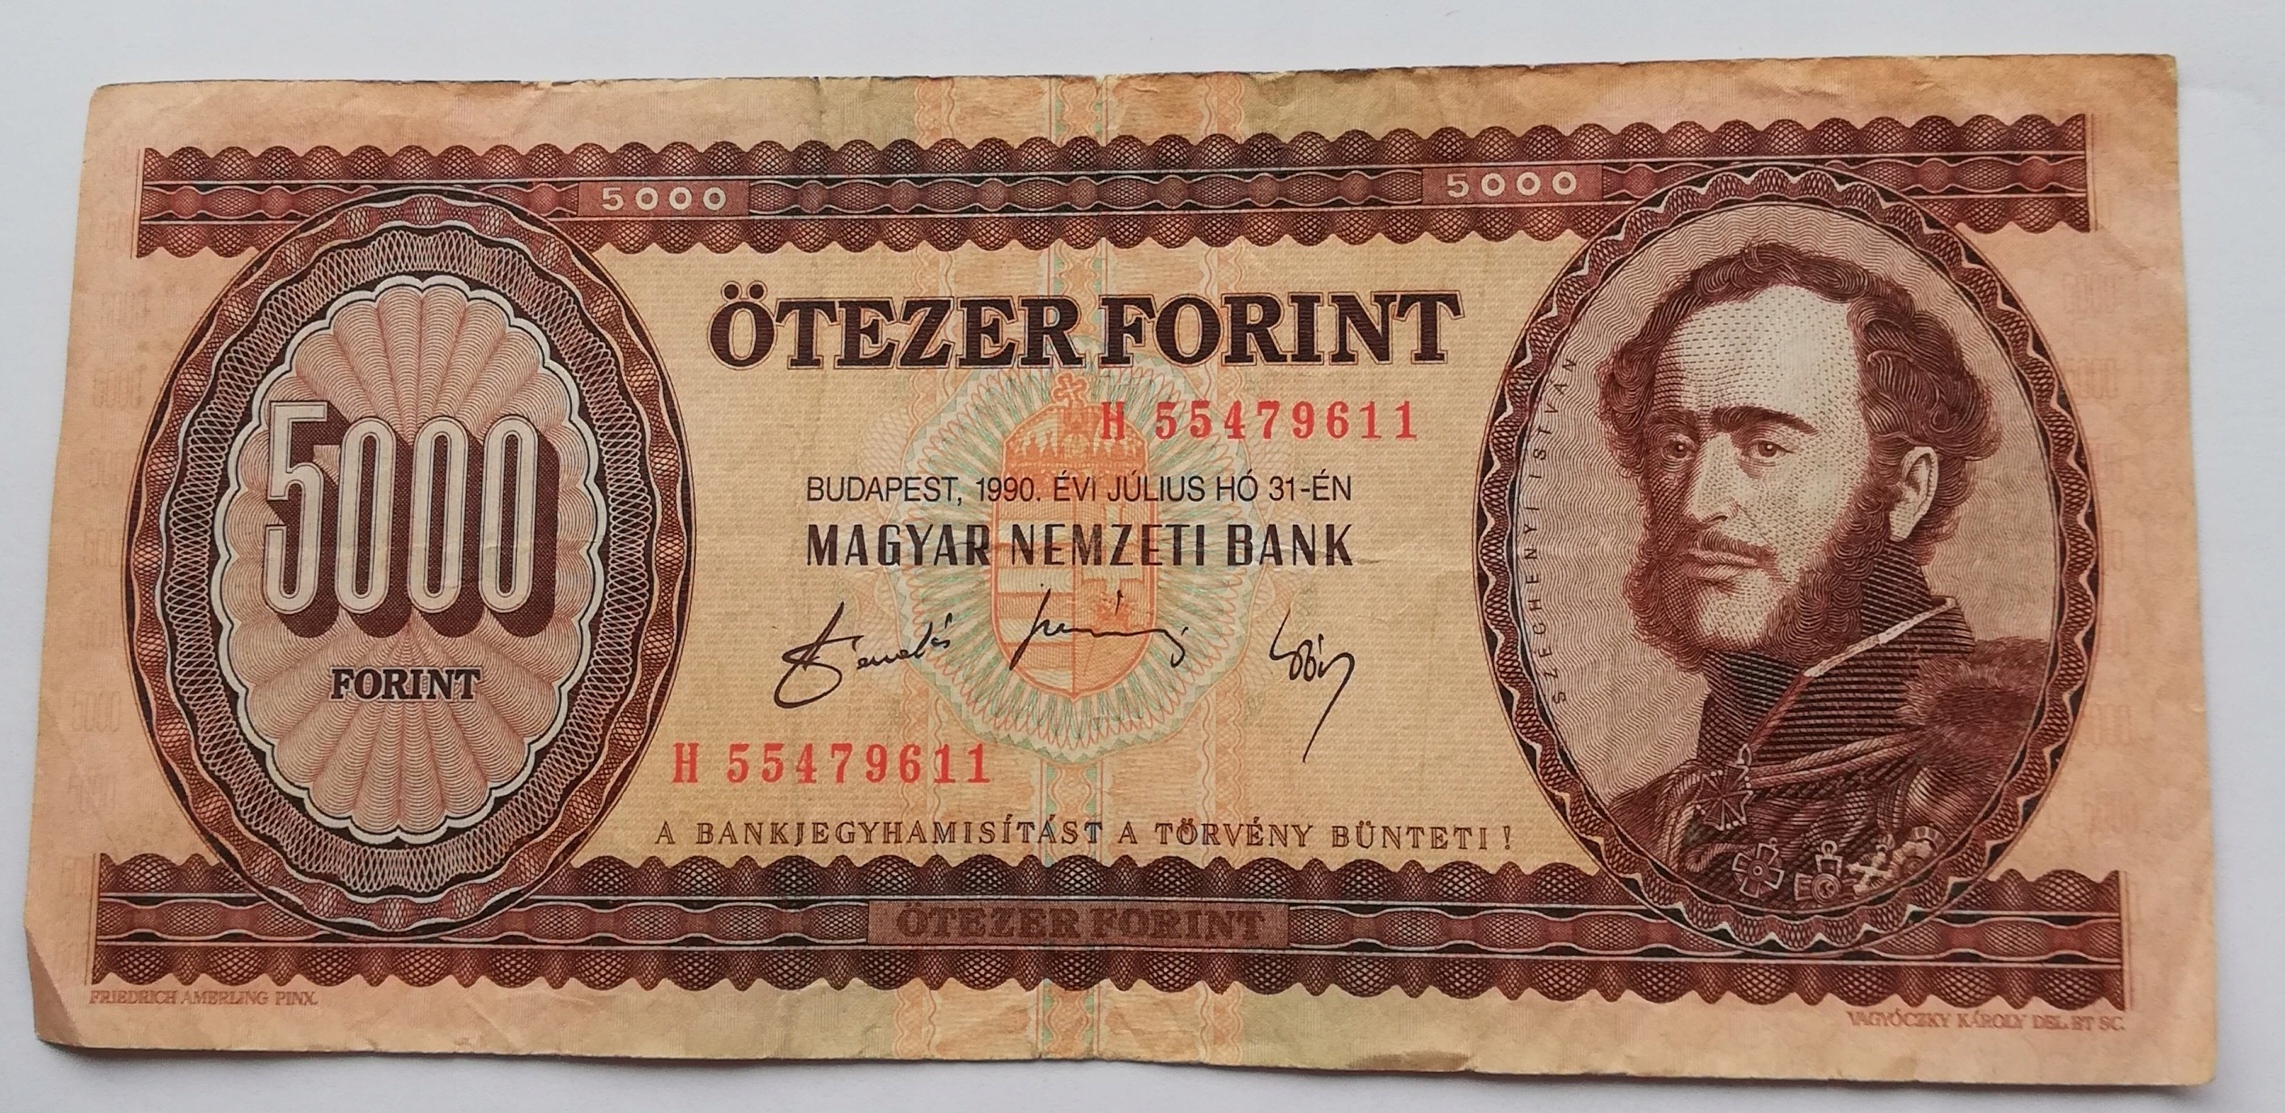 5000
5000
ÖTEZER FORINT
H 55479611
BUDAPEST, 1990. ÉVI JÚLIUS HÓ 31-ÉN
MAGYAR NEMZETI BANK
5000
FORINT
SZÉCHENYI ISTVÁN
H 55479611
A BANKJEGYHAMISÍTÁST A TÖRVÉNY BÜNTETI!
ÖTEZER FORINT
FRIEDRICH AMERLING PINX.
VAGYÓCZKY KÁROLY DEL. ET SC.